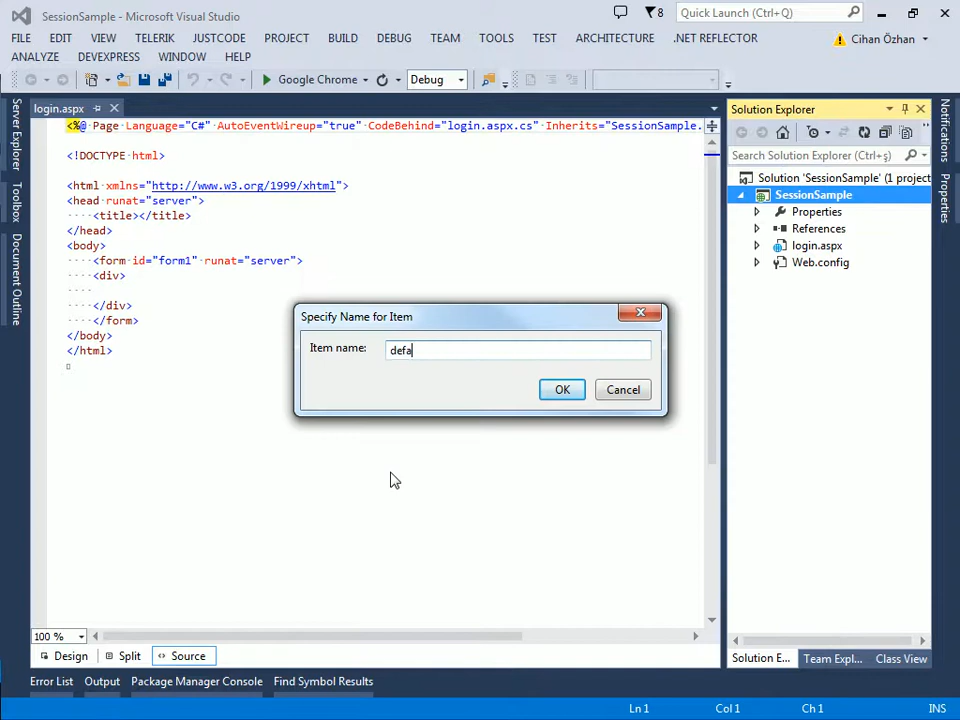 SessionSample - Microsoft Visual Studio
8
Quick Launch (Ctrl+Q)
FILE EDIT VIEW TELERIK JUSTCODE PROJECT BUILD DEBUG TEAM TOOLS TEST ARCHITECTURE .NET REFLECTOR
Cihan Özhan
ANALYZE DEVEXPRESS WINDOW HELP
Google Chrome Debug
Server Explorer
Toolbox
Document Outline
login.aspx
<%@ Page Language="C#" AutoEventWireup="true" CodeBehind="login.aspx.cs" Inherits="SessionSample.
<!DOCTYPE html>
<html xmlns="http://www.w3.org/1999/xhtml">
<head runat="server">
<title></title>
</head>
<body>
<form id="form1" runat="server">
<div>
</div>
</form>
</body>
</html>
Specify Name for Item
Item name: defa
OK Cancel
100 %
Design Split Source
Solution Explorer
Search Solution Explorer (Ctrl+ş)
Solution 'SessionSample' (1 project
SessionSample
Properties
References
login.aspx
Web.config
Solution E... Team Expl... Class View
Notifications
Properties
Error List Output Package Manager Console Find Symbol Results
Ln 1 Col 1 Ch 1 INS